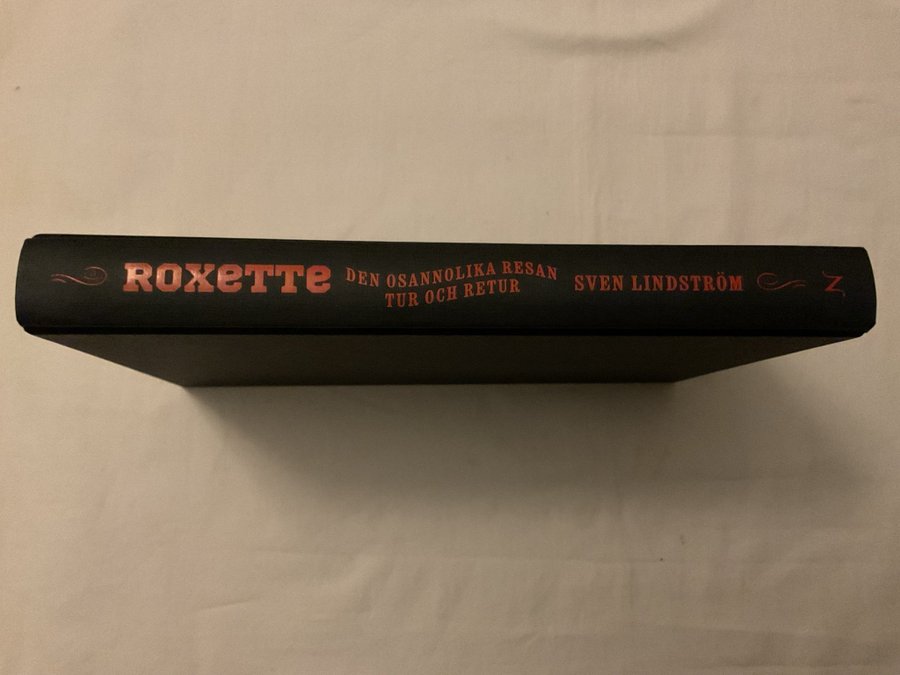 ROXETTE
DEN OSANNOLIKA RESAN
TUR OCH RETUR
SVEN LINDSTRÖM
N